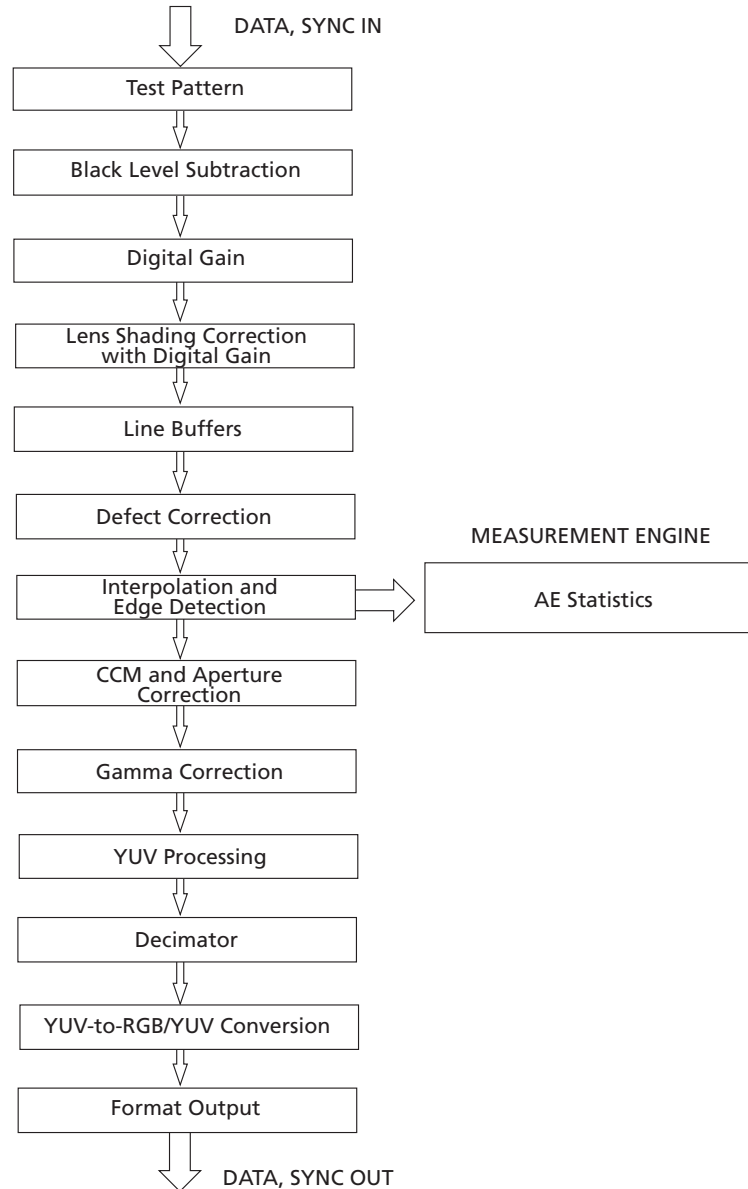 DATA, SYNC IN
Test Pattern
Black Level Subtraction
Digital Gain
Lens Shading Correction
with Digital Gain
Line Buffers
Defect Correction
MEASUREMENT ENGINE
Interpolation and
Edge Detection
AE Statistics
CCM and Aperture
Correction
Gamma Correction
YUV Processing
Decimator
YUV-to-RGB/YUV Conversion
Format Output
DATA, SYNC OUT